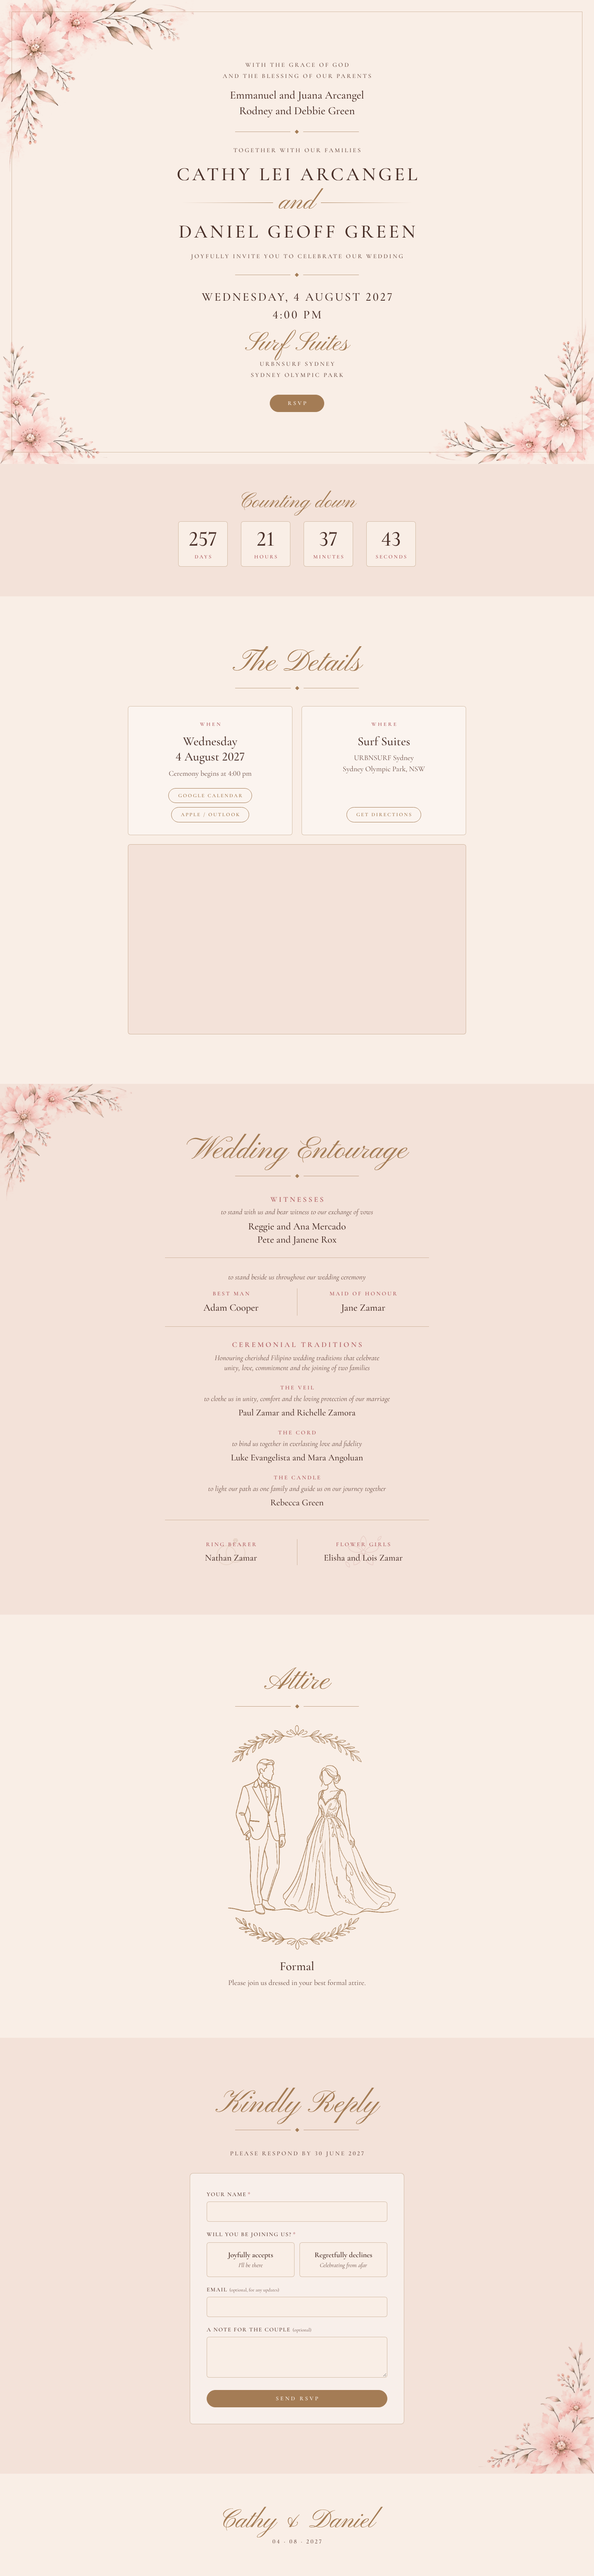 WITH THE GRACE OF GOD
AND THE BLESSING OF OUR PARENTS
Emmanuel and Juana Arcangel
Rodney and Debbie Green
TOGETHER WITH OUR FAMILIES
CATHY LEI ARCANGEL
and
DANIEL GEOFF GREEN
JOYFULLY INVITE YOU TO CELEBRATE OUR WEDDING
WEDNESDAY, 4 AUGUST 2027
4:00 PM
Surf Suites
URBNSURF SYDNEY
SYDNEY OLYMPIC PARK
RSVP
Counting down
257 21 37 43
DAYS HOURS MINUTES SECONDS
The Details
WHEN
Wednesday
4 August 2027
Ceremony begins at 4:00 pm
GOOGLE CALENDAR
APPLE / OUTLOOK
WHERE
Surf Suites
URBNSURF Sydney
Sydney Olympic Park, NSW
GET DIRECTIONS
Wedding Entourage
WITNESSES
to stand with us and bear witness to our exchange of vows
Reggie and Ana Mercado
Pete and Janene Rox
to stand beside us throughout our wedding ceremony
BEST MAN
Adam Cooper
MAID OF HONOUR
Jane Zamar
CEREMONIAL TRADITIONS
Honouring cherished Filipino wedding traditions that celebrate
unity, love, commitment and the joining of two families
THE VEIL
to clothe us in unity, comfort and the loving protection of our marriage
Paul Zamar and Richelle Zamora
THE CORD
to bind us together in everlasting love and fidelity
Luke Evangelista and Mara Angoluan
THE CANDLE
to light our path as one family and guide us on our journey together
Rebecca Green
RING BEARER
Nathan Zamar
FLOWER GIRLS
Elisha and Lois Zamar
Attire
Formal
Please join us dressed in your best formal attire.
Kindly Reply
PLEASE RESPOND BY 30 JUNE 2027
YOUR NAME *
WILL YOU BE JOINING US? *
Joyfully accepts
I'll be there
Regretfully declines
Celebrating from afar
EMAIL (optional, for any updates)
A NOTE FOR THE COUPLE (optional)
SEND RSVP
Cathy & Daniel
04 · 08 · 2027